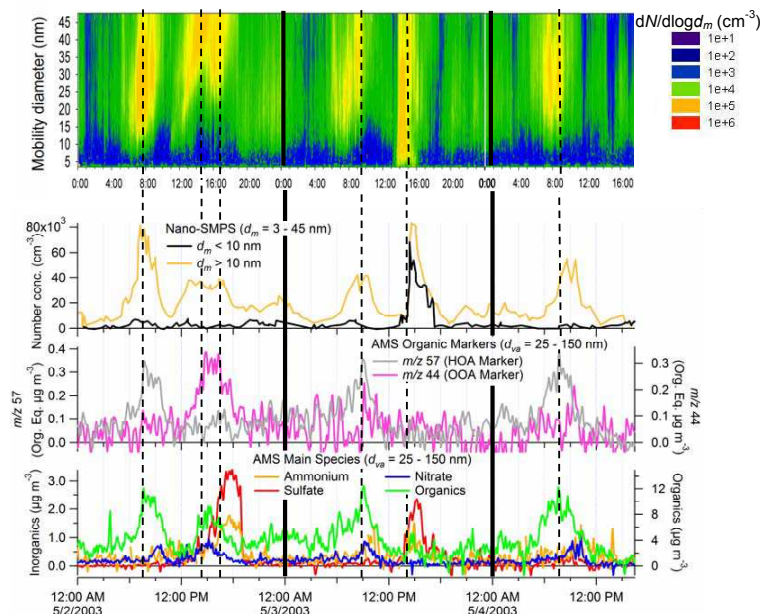 dN/dlogdm (cm-3)
1e+1
1e+2
1e+3
1e+4
1e+5
1e+6
Mobility diameter (nm)
45
40
35
30
25
20
15
10
5
0:00 4:00 8:00 12:00 16:00 20:00 0:00 4:00 8:00 12:00 16:00 20:00 0:00 4:00 8:00 12:00 16:00
Number conc. (cm-3)
80x10³
60
40
20
0
Nano-SMPS (dm = 3 - 45 nm)
dm < 10 nm
dm > 10 nm
m/z 57
(Org. Eq. µg m-3)
0.4
0.3
0.2
0.1
0.0
AMS Organic Markers (dva = 25 - 150 nm)
m/z 57 (HOA Marker)
m/z 44 (OOA Marker)
0.3
0.2
0.1
0.0
m/z 44
(Org. Eq. µg m-3)
Inorganics (µg m-3)
3.0
2.0
1.0
0.0
AMS Main Species (dva = 25 - 150 nm)
Ammonium Nitrate
Sulfate Organics
12
8
4
0
Organics (µg m-3)
12:00 AM 12:00 PM 12:00 AM 12:00 PM 12:00 AM 12:00 PM
5/2/2003 5/3/2003 5/4/2003